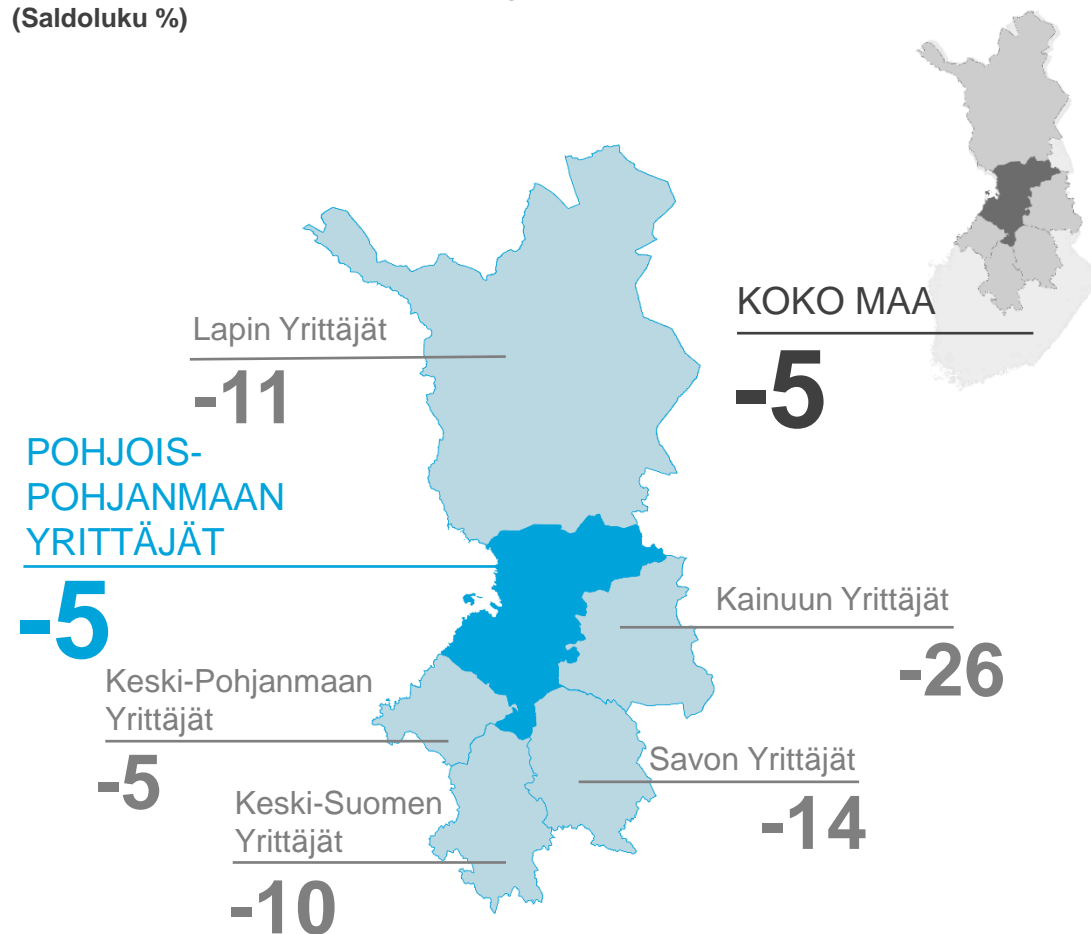 (Saldoluku %)
KOKO MAA
-5
Lapin Yrittäjät
-11
POHJOIS-
POHJANMAAN
YRITTÄJÄT
-5
Kainuun Yrittäjät
-26
Keski-Pohjanmaan
Yrittäjät
-5
Savon Yrittäjät
-14
Keski-Suomen
Yrittäjät
-10